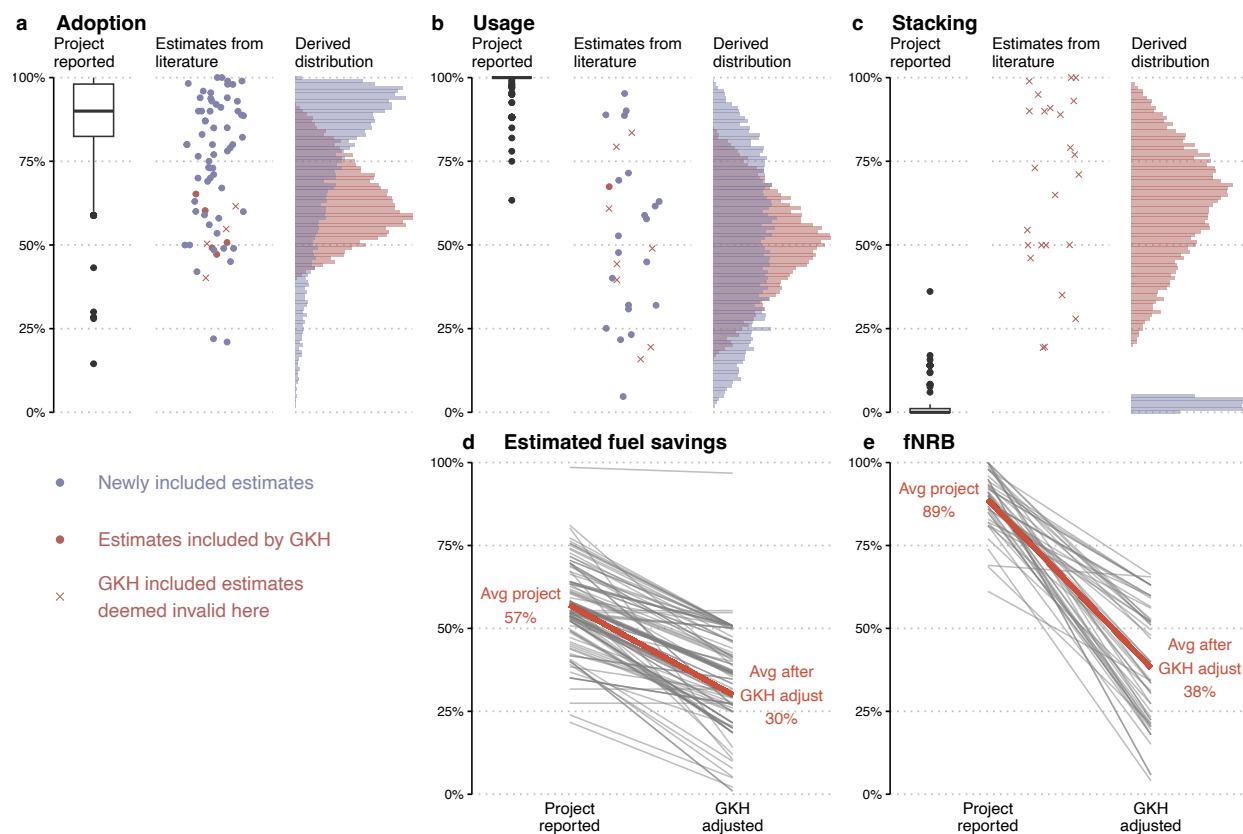 a Adoption
Project reported
Estimates from literature
Derived distribution
100%
75%
50%
25%
0%
b Usage
Project reported
Estimates from literature
Derived distribution
100%
75%
50%
25%
0%
c Stacking
Project reported
Estimates from literature
Derived distribution
100%
75%
50%
25%
0%
Newly included estimates
Estimates included by GKH
GKH included estimates
deemed invalid here
d Estimated fuel savings
100%
75%
50%
25%
0%
Avg project
57%
Avg after
GKH adjust
30%
Project
reported
GKH
adjusted
e fNRB
100%
75%
50%
25%
0%
Avg project
89%
Avg after
GKH adjust
38%
Project
reported
GKH
adjusted